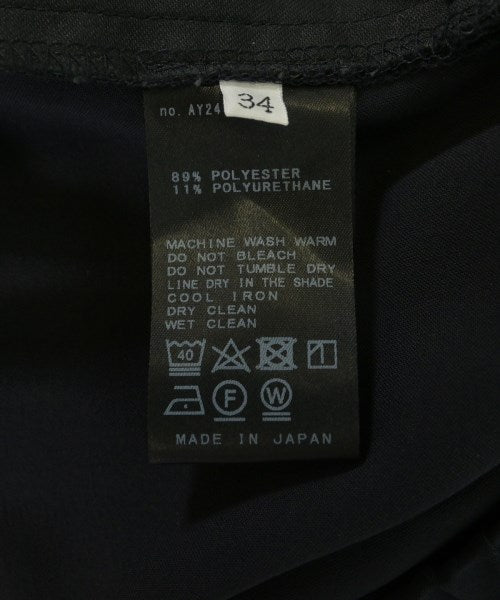 no. AY24
34
89% POLYESTER
11% POLYURETHANE
MACHINE WASH WARM
DO NOT BLEACH
DO NOT TUMBLE DRY
LINE DRY IN THE SHADE
COOL IRON
DRY CLEAN
WET CLEAN
40
F W
MADE IN JAPAN